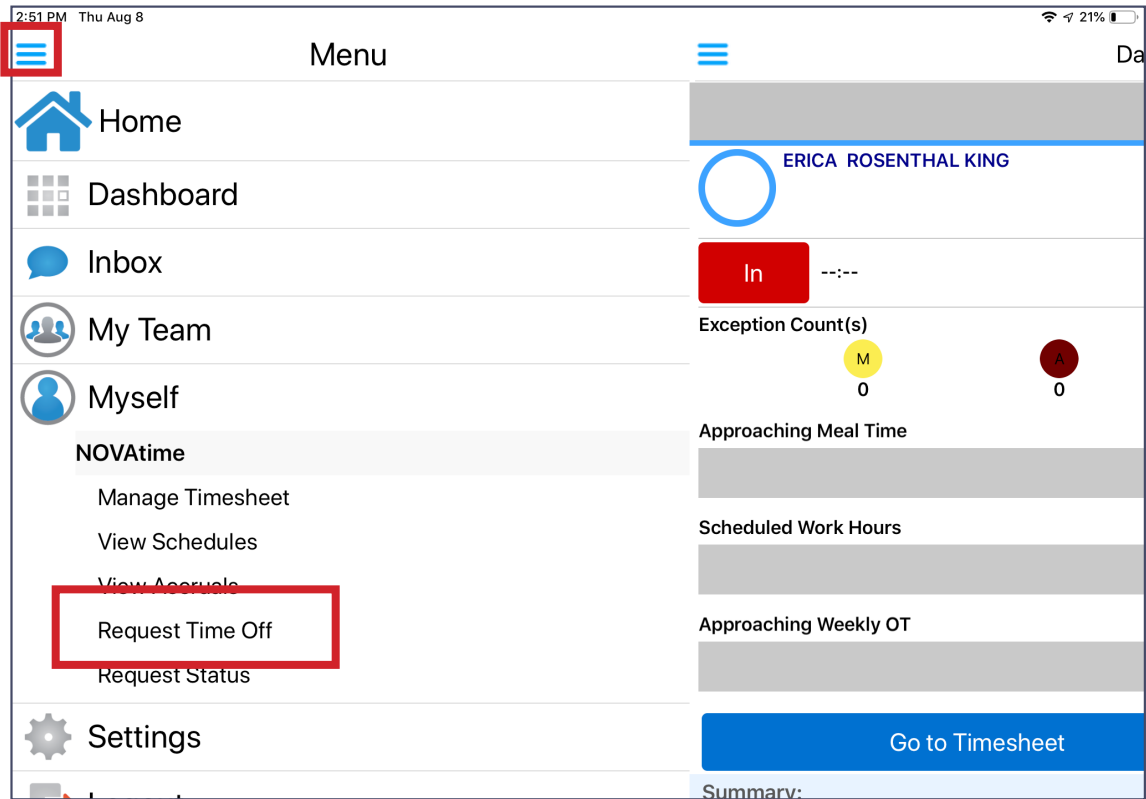 2:51 PM Thu Aug 8
21%
Menu
Home
Dashboard
Inbox
My Team
Myself
NOVAtime
Manage Timesheet
View Schedules
View Accruals
Request Time Off
Request Status
Settings
Da
ERICA ROSENTHAL KING
In --:--
Exception Count(s)
M A
0 0
Approaching Meal Time
Scheduled Work Hours
Approaching Weekly OT
Go to Timesheet
Summary: